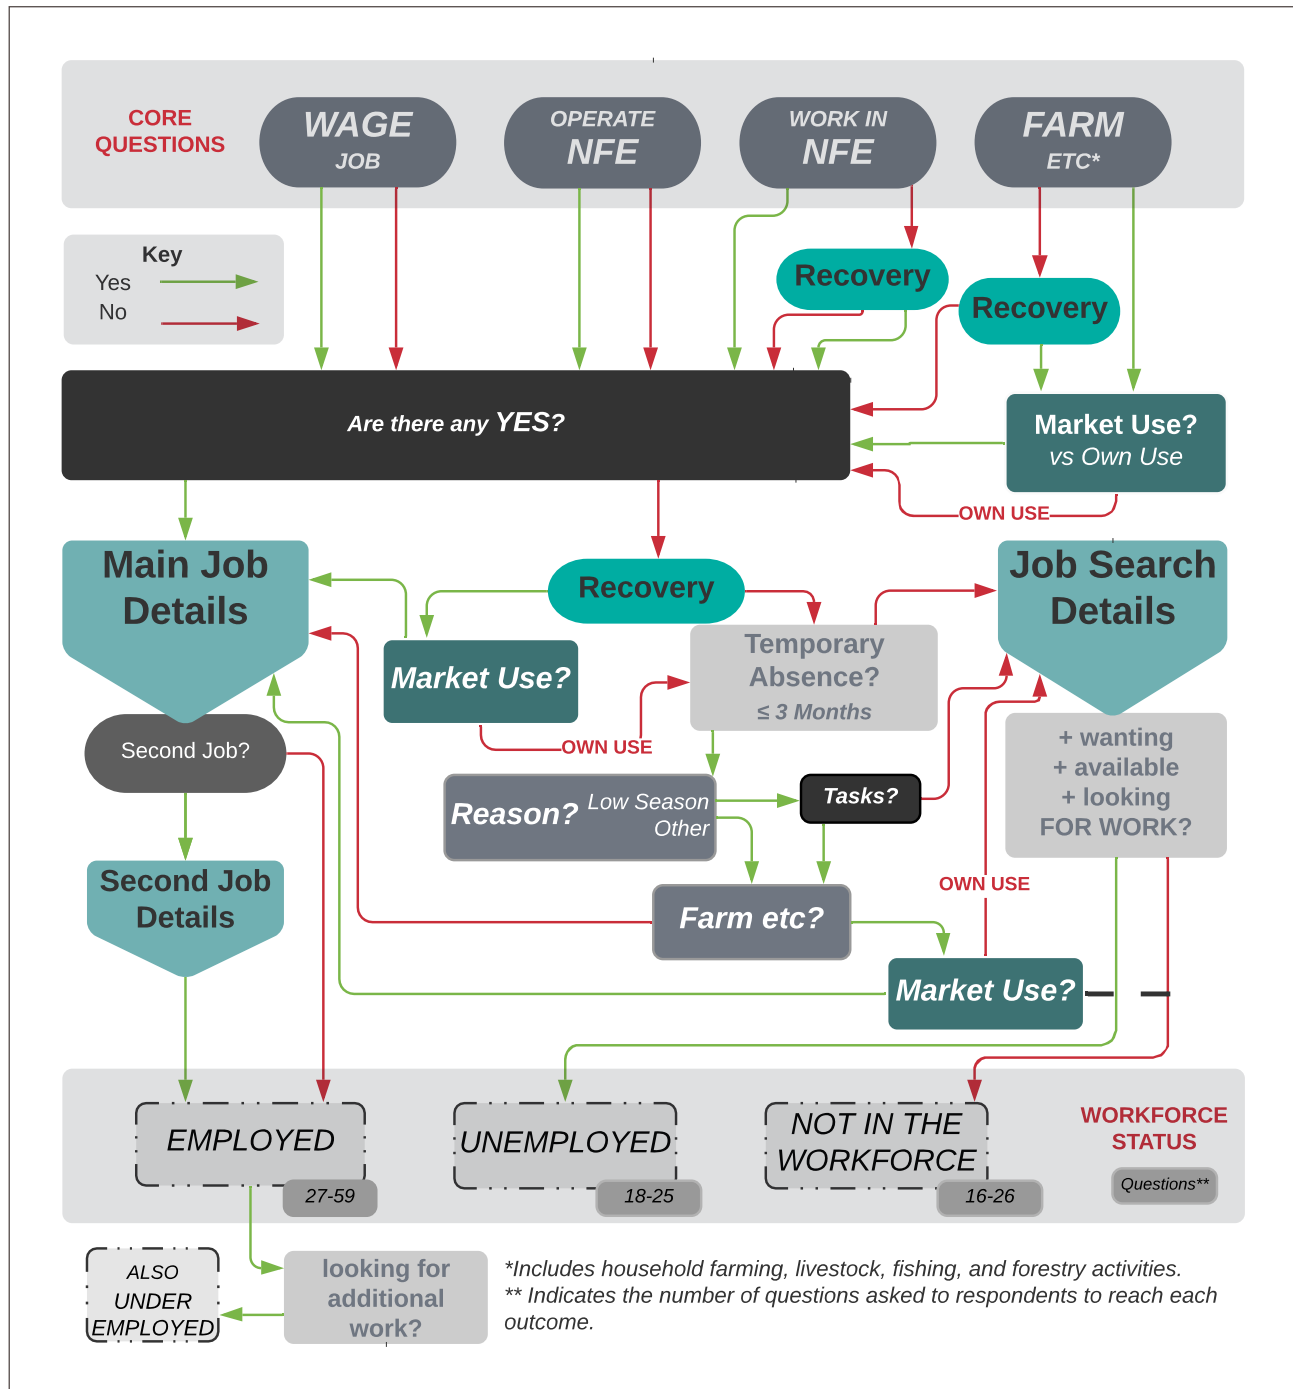 CORE
QUESTIONS
WAGE
JOB
OPERATE
NFE
WORK IN
NFE
FARM
ETC*
Key
Yes
No
Recovery
Recovery
Are there any YES?
Market Use?
vs Own Use
OWN USE
Main Job
Details
Recovery
Job Search
Details
Market Use?
Temporary
Absence?
≤ 3 Months
OWN USE
Second Job?
+ wanting
+ available
+ looking
FOR WORK?
Reason?
Low Season
Other
Tasks?
Second Job
Details
OWN USE
Farm etc?
Market Use?
EMPLOYED
27-59
UNEMPLOYED
18-25
NOT IN THE
WORKFORCE
16-26
WORKFORCE
STATUS
Questions**
ALSO
UNDER
EMPLOYED
looking for
additional
work?
*Includes household farming, livestock, fishing, and forestry activities.
** Indicates the number of questions asked to respondents to reach each
outcome.